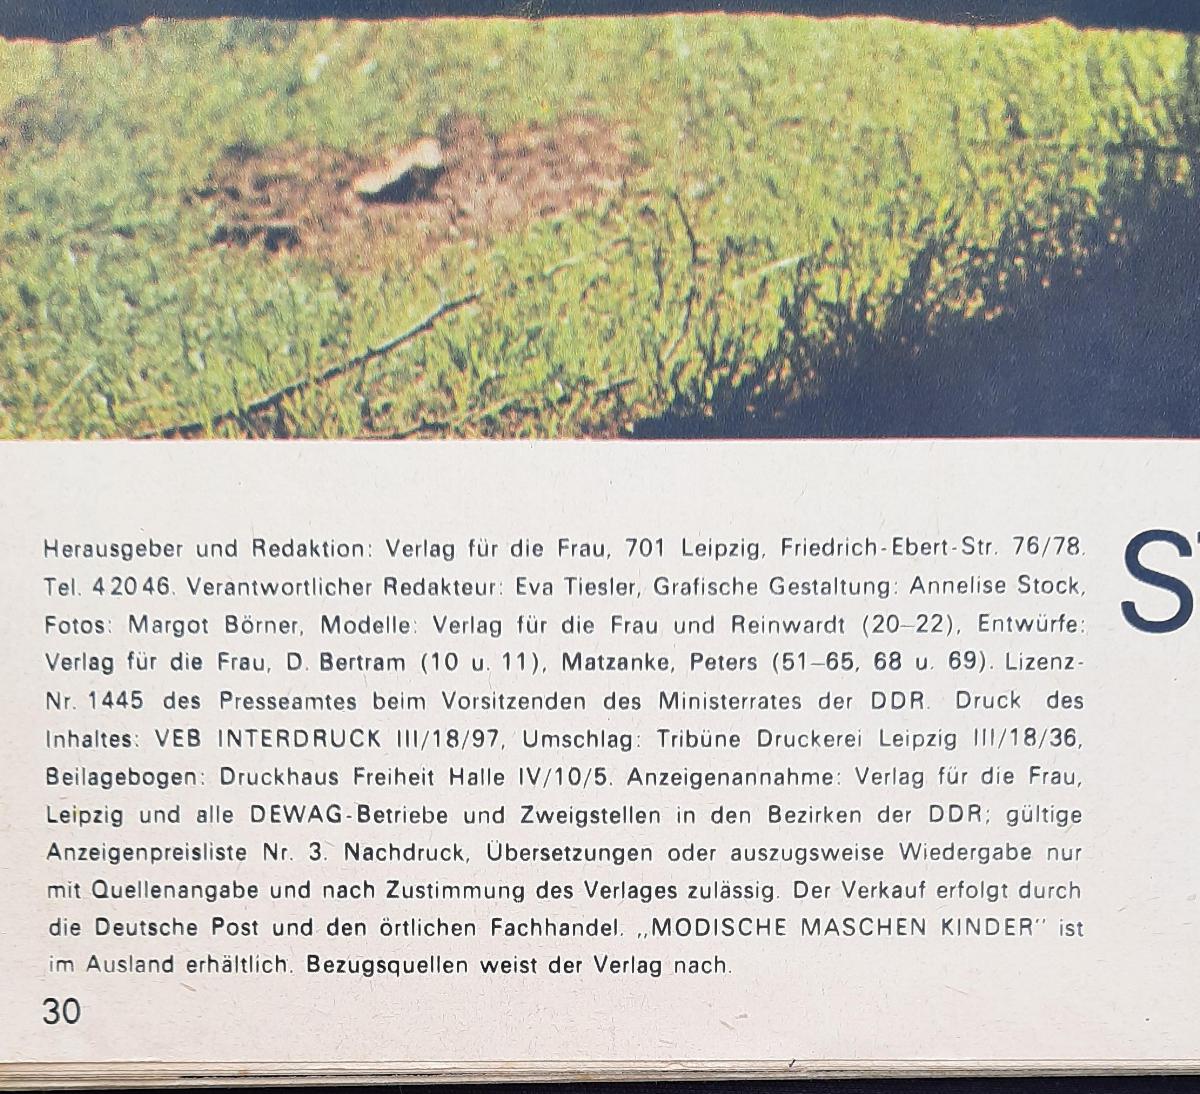 Herausgeber und Redaktion: Verlag für die Frau, 701 Leipzig, Friedrich-Ebert-Str. 76/78.
Tel. 4 20 46. Verantwortlicher Redakteur: Eva Tiesler, Grafische Gestaltung: Annelise Stock,
Fotos: Margot Börner, Modelle: Verlag für die Frau und Reinwardt (20–22), Entwürfe:
Verlag für die Frau, D. Bertram (10 u. 11), Matzanke, Peters (51–65, 68 u. 69). Lizenz-
Nr. 1445 des Presseamtes beim Vorsitzenden des Ministerrates der DDR. Druck des
Inhaltes: VEB INTERDRUCK III/18/97, Umschlag: Tribüne Druckerei Leipzig III/18/36,
Beilagebogen: Druckhaus Freiheit Halle IV/10/5. Anzeigenannahme: Verlag für die Frau,
Leipzig und alle DEWAG-Betriebe und Zweigstellen in den Bezirken der DDR; gültige
Anzeigenpreisliste Nr. 3. Nachdruck, Übersetzungen oder auszugsweise Wiedergabe nur
mit Quellenangabe und nach Zustimmung des Verlages zulässig. Der Verkauf erfolgt durch
die Deutsche Post und den örtlichen Fachhandel. „MODISCHE MASCHEN KINDER“ ist
im Ausland erhältlich. Bezugsquellen weist der Verlag nach.
30